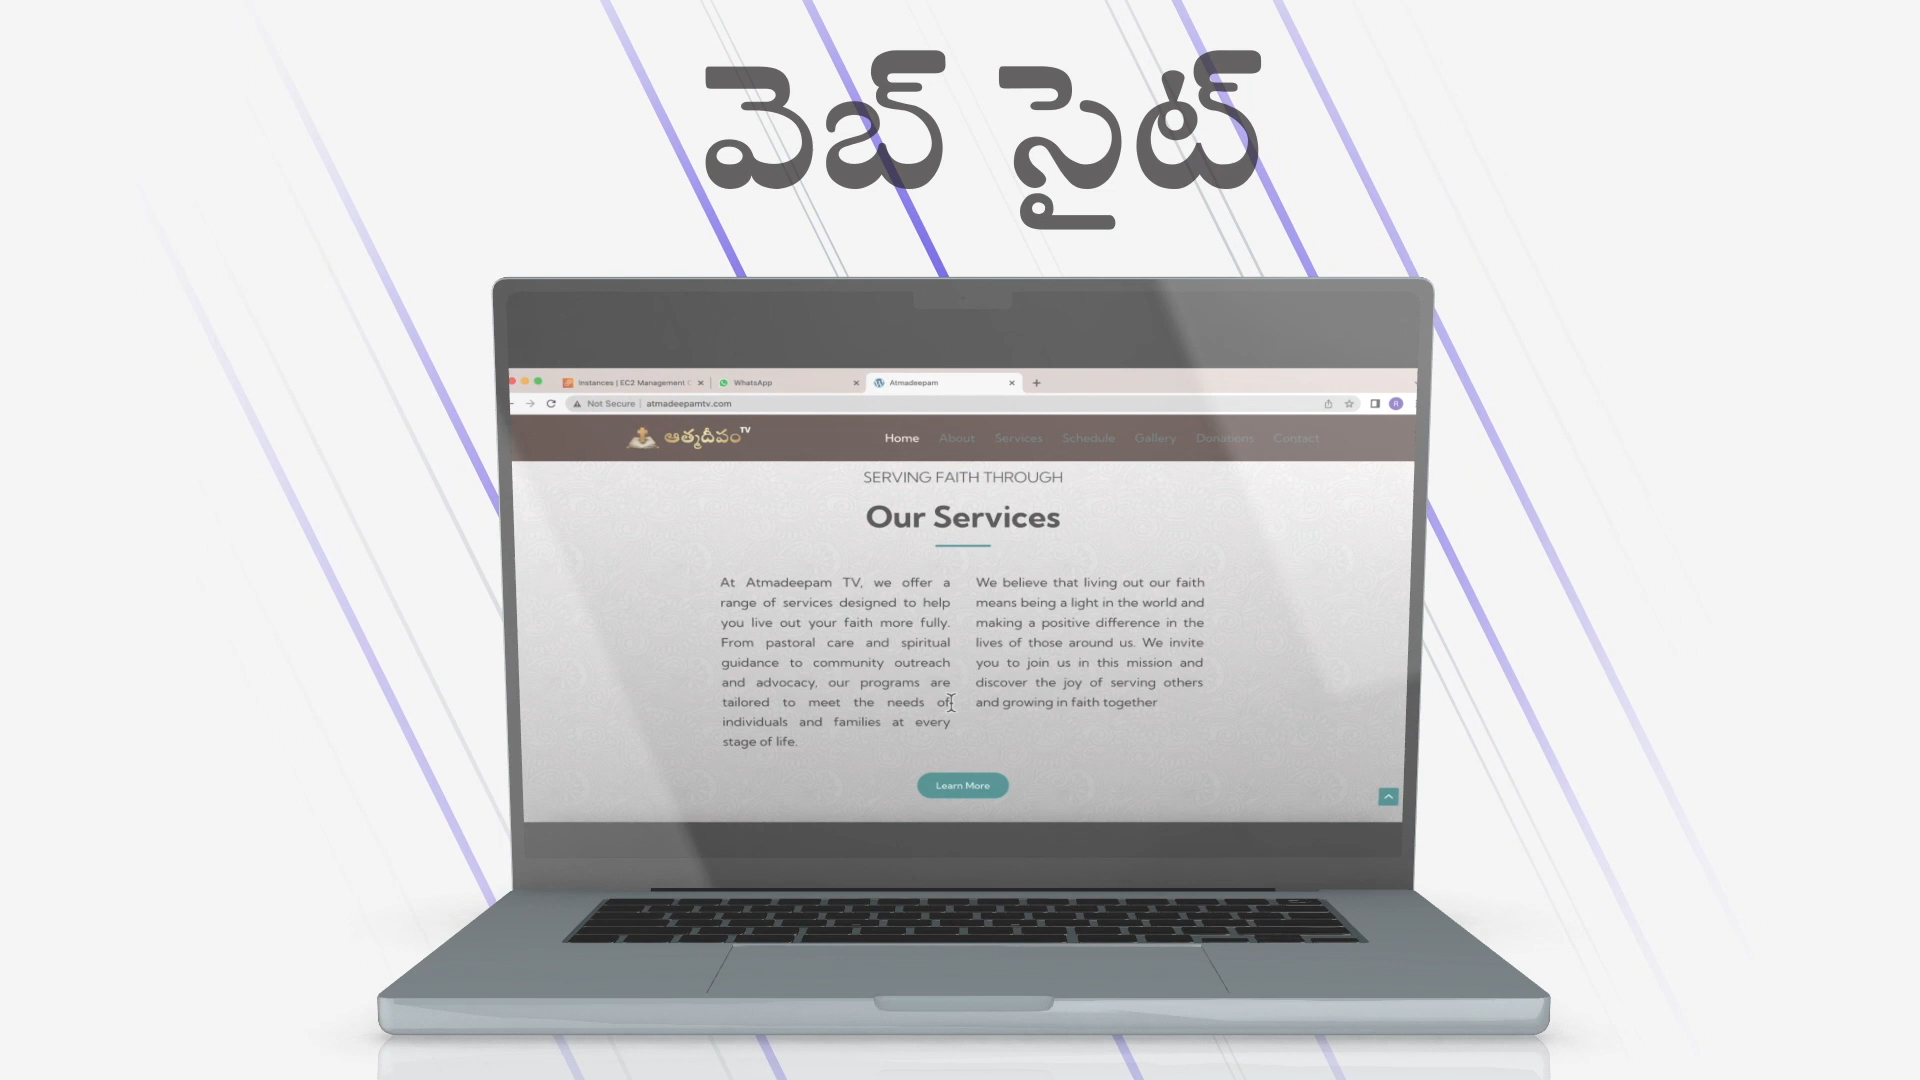 వెబ్ సైట్
Instances | EC2 Management C
WhatsApp
Atmadeepam
Not Secure | atmadeepamtv.com
ఆత్మదీపం TV
Home About Services Schedule Gallery Donations Contact
SERVING FAITH THROUGH
Our Services
At Atmadeepam TV, we offer a
range of services designed to help
you live out your faith more fully.
From pastoral care and spiritual
guidance to community outreach
and advocacy, our programs are
tailored to meet the needs of
individuals and families at every
stage of life.
We believe that living out our faith
means being a light in the world and
making a positive difference in the
lives of those around us. We invite
you to join us in this mission and
discover the joy of serving others
and growing in faith together
Learn More